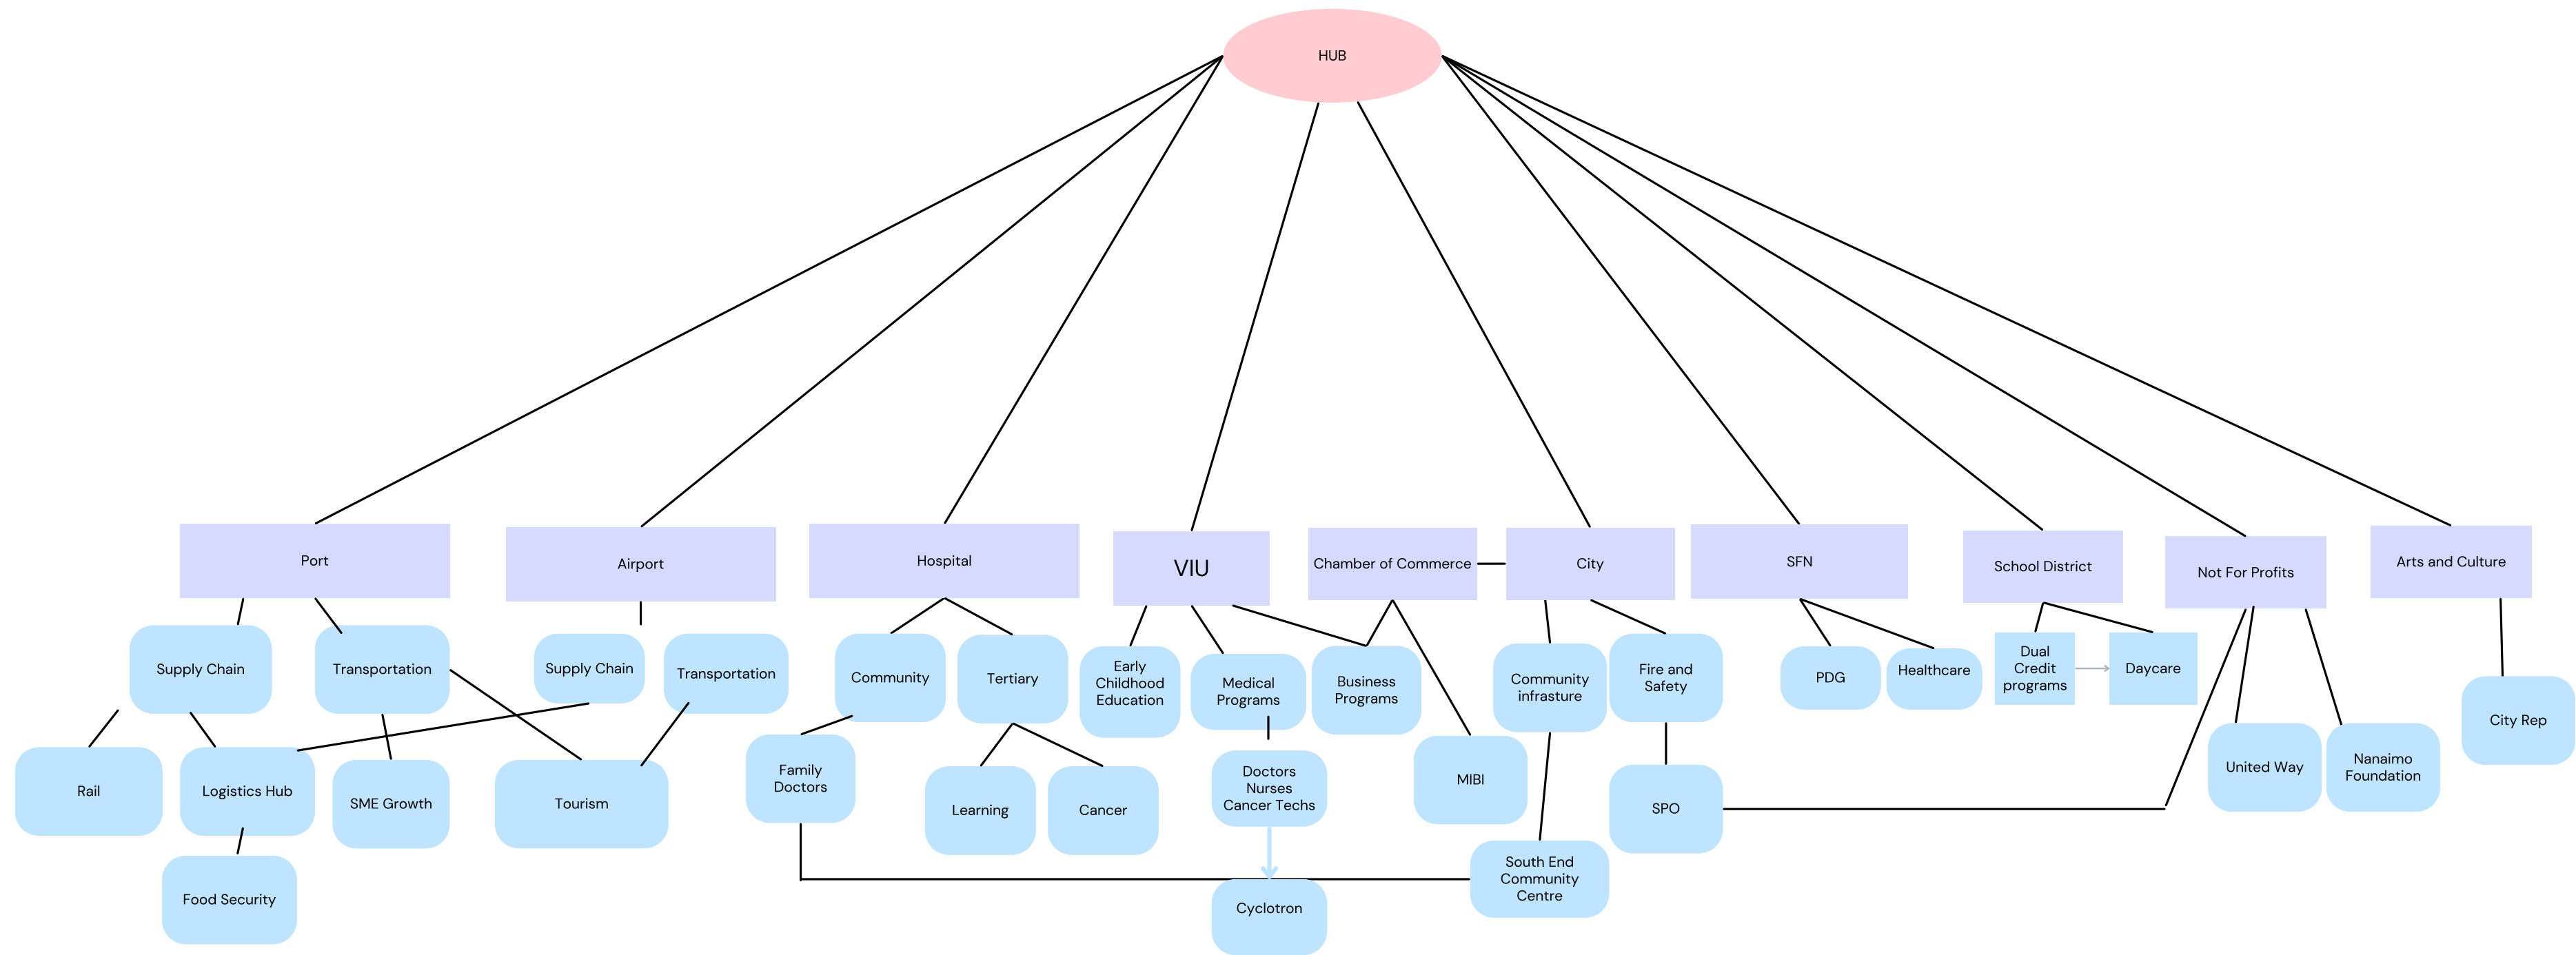 HUB
Port
Airport
Hospital
VIU
Chamber of Commerce
City
SFN
School District
Not For Profits
Arts and Culture
Supply Chain
Transportation
Supply Chain
Transportation
Community
Tertiary
Early
Childhood
Education
Medical
Programs
Business
Programs
Community
infrasture
Fire and
Safety
PDG
Healthcare
Dual
Credit
programs
Daycare
City Rep
Rail
Logistics Hub
SME Growth
Tourism
Family
Doctors
Learning
Cancer
Doctors
Nurses
Cancer Techs
MIBI
SPO
United Way
Nanaimo
Foundation
Food Security
Cyclotron
South End
Community
Centre